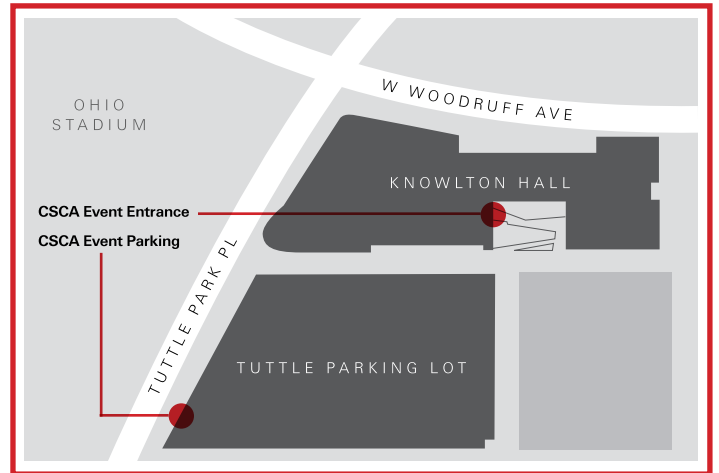 OHIO
STADIUM
W WOODRUFF AVE
KNOWLTON HALL
CSCA Event Entrance
CSCA Event Parking
TUTTLE PARK PL
TUTTLE PARKING LOT